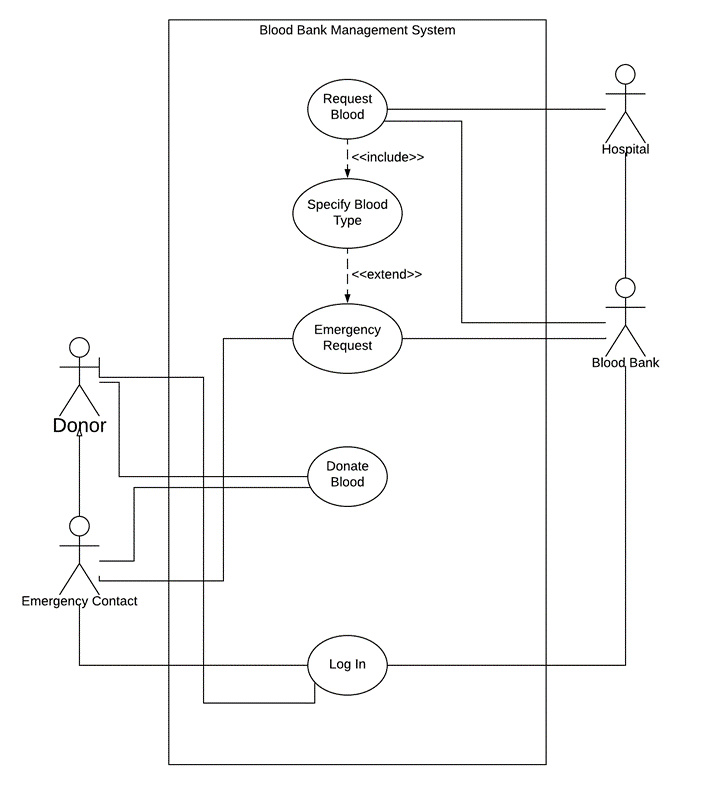 Blood Bank Management System
Request
Blood
Hospital
<<include>>
Specify Blood
Type
<<extend>>
Emergency
Request
Blood Bank
Donor
Donate
Blood
Emergency Contact
Log In